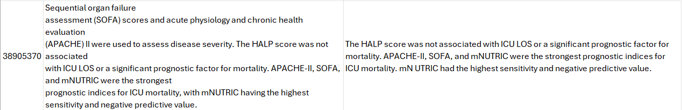 Sequential organ failure
assessment (SOFA) scores and acute physiology and chronic health
evaluation
(APACHE) II were used to assess disease severity. The HALP score was not
associated
with ICU LOS or a significant prognostic factor for mortality. APACHE-II, SOFA,
and mNUTRIC were the strongest
prognostic indices for ICU mortality, with mNUTRIC having the highest
sensitivity and negative predictive value.
38905370
The HALP score was not associated with ICU LOS or a significant prognostic factor for
mortality. APACHE-II, SOFA, and mNUTRIC were the strongest prognostic indices for
ICU mortality. mN UTRIC had the highest sensitivity and negative predictive value.